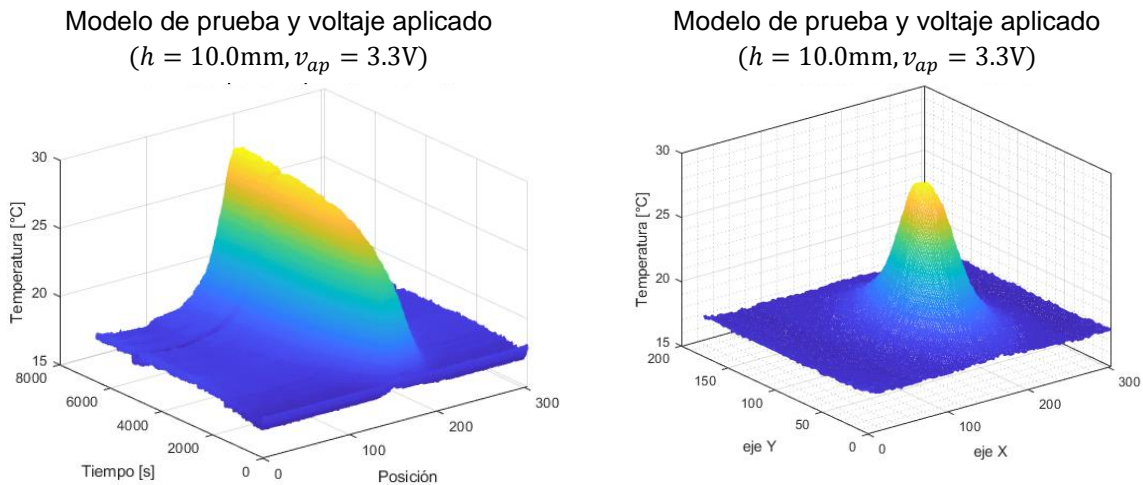 Modelo de prueba y voltaje aplicado
(ℎ = 10.0mm, 𝑣𝑎𝑝 = 3.3V)
30
25
20
15
Temperatura [°C]
8000
6000
4000
2000
0
Tiempo [s]
0
100
200
300
Posición
Modelo de prueba y voltaje aplicado
(ℎ = 10.0mm, 𝑣𝑎𝑝 = 3.3V)
30
25
20
15
Temperatura [°C]
200
150
100
50
0
eje Y
0
100
200
300
eje X